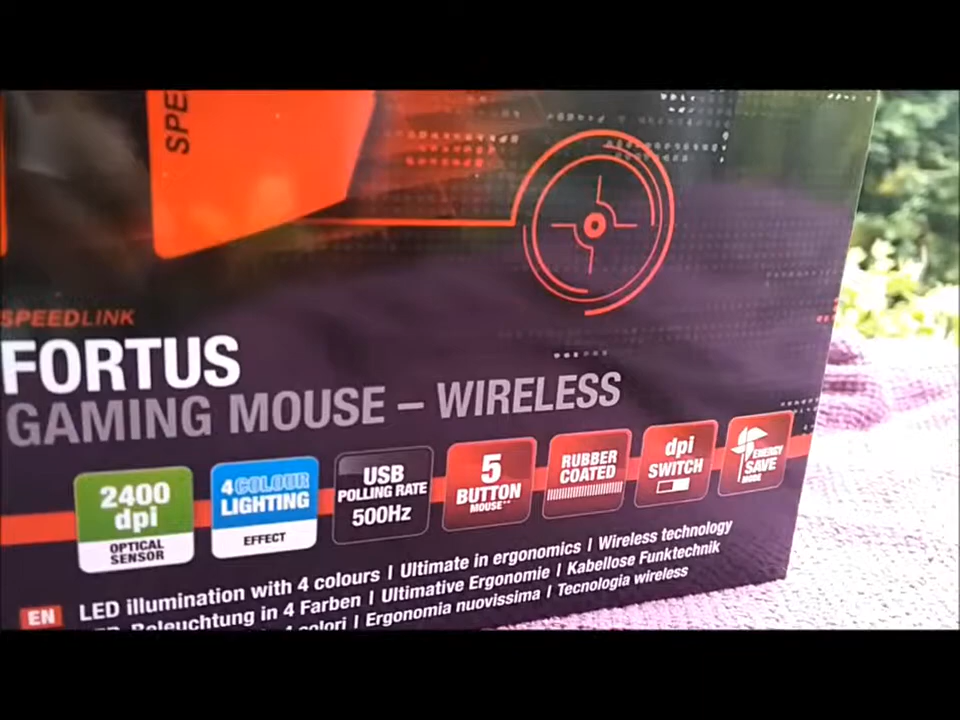 SPE
SPEEDLINK
FORTUS
GAMING MOUSE – WIRELESS
2400
dpi
OPTICAL
SENSOR
4 COLOUR
LIGHTING
EFFECT
USB
POLLING RATE
500Hz
5
BUTTON
MOUSE**
RUBBER
COATED
dpi
SWITCH
ENERGY
SAVE
MODE
EN LED illumination with 4 colours | Ultimate in ergonomics | Wireless technology
Beleuchtung in 4 Farben | Ultimative Ergonomie | Kabellose Funktechnik
4 colori | Ergonomia nuovissima | Tecnologia wireless